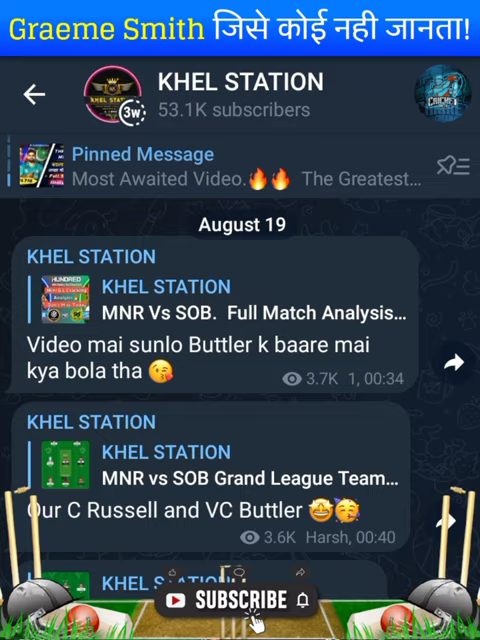 Graeme Smith जिसे कोई नही जानता!
KHEL STATION
3w
53.1K subscribers
Pinned Message
Most Awaited Video.🔥🔥 The Greatest...
August 19
KHEL STATION
KHEL STATION
MNR Vs SOB. Full Match Analysis...
Video mai sunlo Buttler k baare mai
kya bola tha 😘
3.7K 1, 00:34
KHEL STATION
KHEL STATION
MNR vs SOB Grand League Team...
Our C Russell and VC Buttler 🤩🥳
3.6K Harsh, 00:40
KHEL STATION
SUBSCRIBE